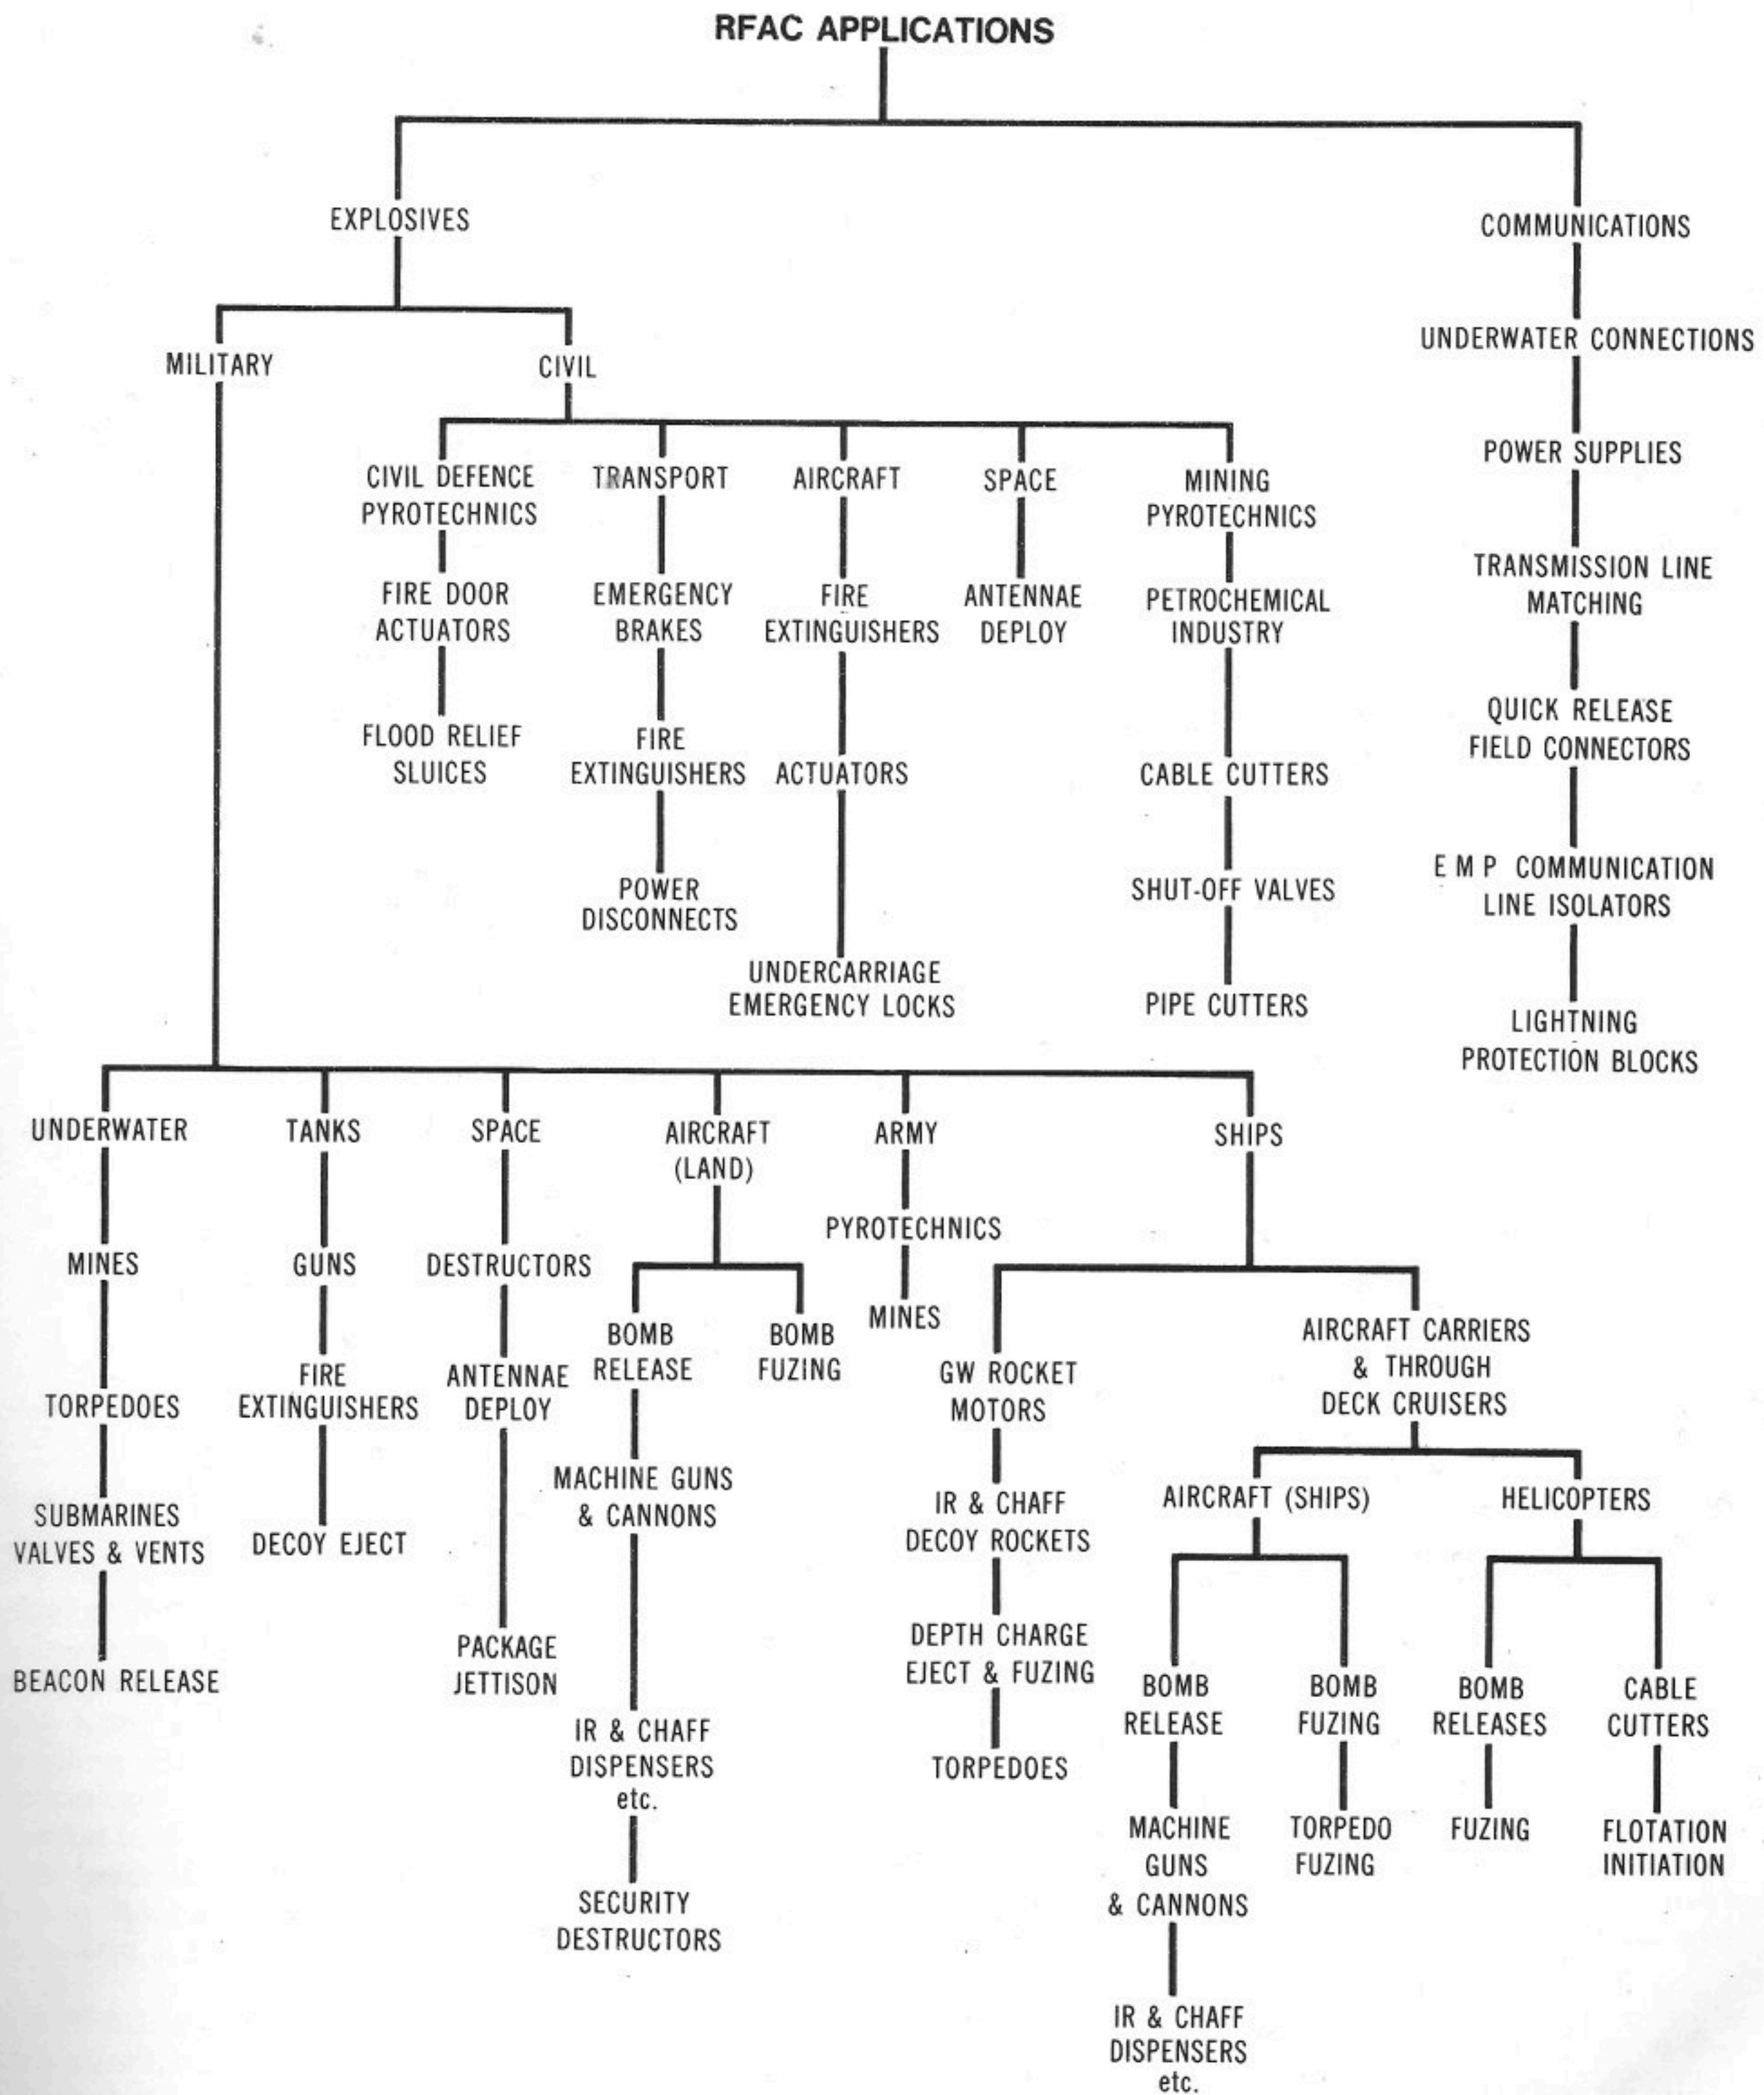 RFAC APPLICATIONS
EXPLOSIVES
COMMUNICATIONS
UNDERWATER CONNECTIONS
POWER SUPPLIES
TRANSMISSION LINE
MATCHING
QUICK RELEASE
FIELD CONNECTORS
E M P COMMUNICATION
LINE ISOLATORS
LIGHTNING
PROTECTION BLOCKS
MILITARY
CIVIL
CIVIL DEFENCE
PYROTECHNICS
FIRE DOOR
ACTUATORS
FLOOD RELIEF
SLUICES
TRANSPORT
EMERGENCY
BRAKES
FIRE
EXTINGUISHERS
POWER
DISCONNECTS
AIRCRAFT
FIRE
EXTINGUISHERS
ACTUATORS
UNDERCARRIAGE
EMERGENCY LOCKS
SPACE
ANTENNAE
DEPLOY
MINING
PYROTECHNICS
PETROCHEMICAL
INDUSTRY
CABLE CUTTERS
SHUT-OFF VALVES
PIPE CUTTERS
UNDERWATER
MINES
TORPEDOES
SUBMARINES
VALVES & VENTS
BEACON RELEASE
TANKS
GUNS
FIRE
EXTINGUISHERS
DECOY EJECT
SPACE
DESTRUCTORS
ANTENNAE
DEPLOY
PACKAGE
JETTISON
AIRCRAFT
(LAND)
BOMB
RELEASE
MACHINE GUNS
& CANNONS
IR & CHAFF
DISPENSERS
etc.
SECURITY
DESTRUCTORS
BOMB
FUZING
ARMY
PYROTECHNICS
MINES
SHIPS
GW ROCKET
MOTORS
IR & CHAFF
DECOY ROCKETS
DEPTH CHARGE
EJECT & FUZING
TORPEDOES
AIRCRAFT CARRIERS
& THROUGH
DECK CRUISERS
AIRCRAFT (SHIPS)
BOMB
RELEASE
MACHINE
GUNS
& CANNONS
IR & CHAFF
DISPENSERS
etc.
BOMB
FUZING
TORPEDO
FUZING
HELICOPTERS
BOMB
RELEASES
FUZING
CABLE
CUTTERS
FLOTATION
INITIATION